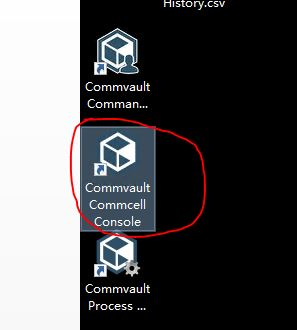 History.csv
Commvault
Comman...
Commvault
Commcell
Console
Commvault
Process ...